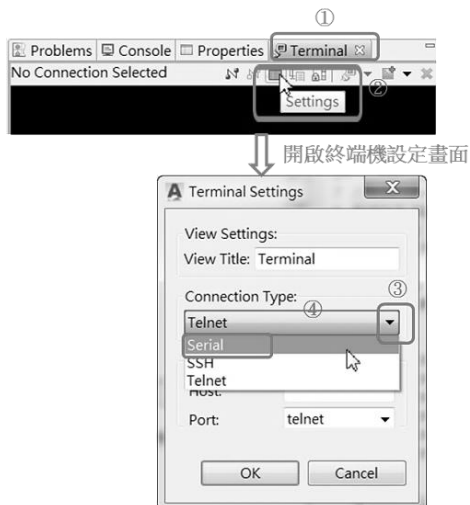 ①
Problems Console Properties Terminal
No Connection Selected
②
Settings
開啟終端機設定畫面
Terminal Settings
View Settings:
View Title: Terminal
Connection Type:
③
④
Telnet
Serial
SSH
Telnet
Host:
Port: telnet
OK Cancel